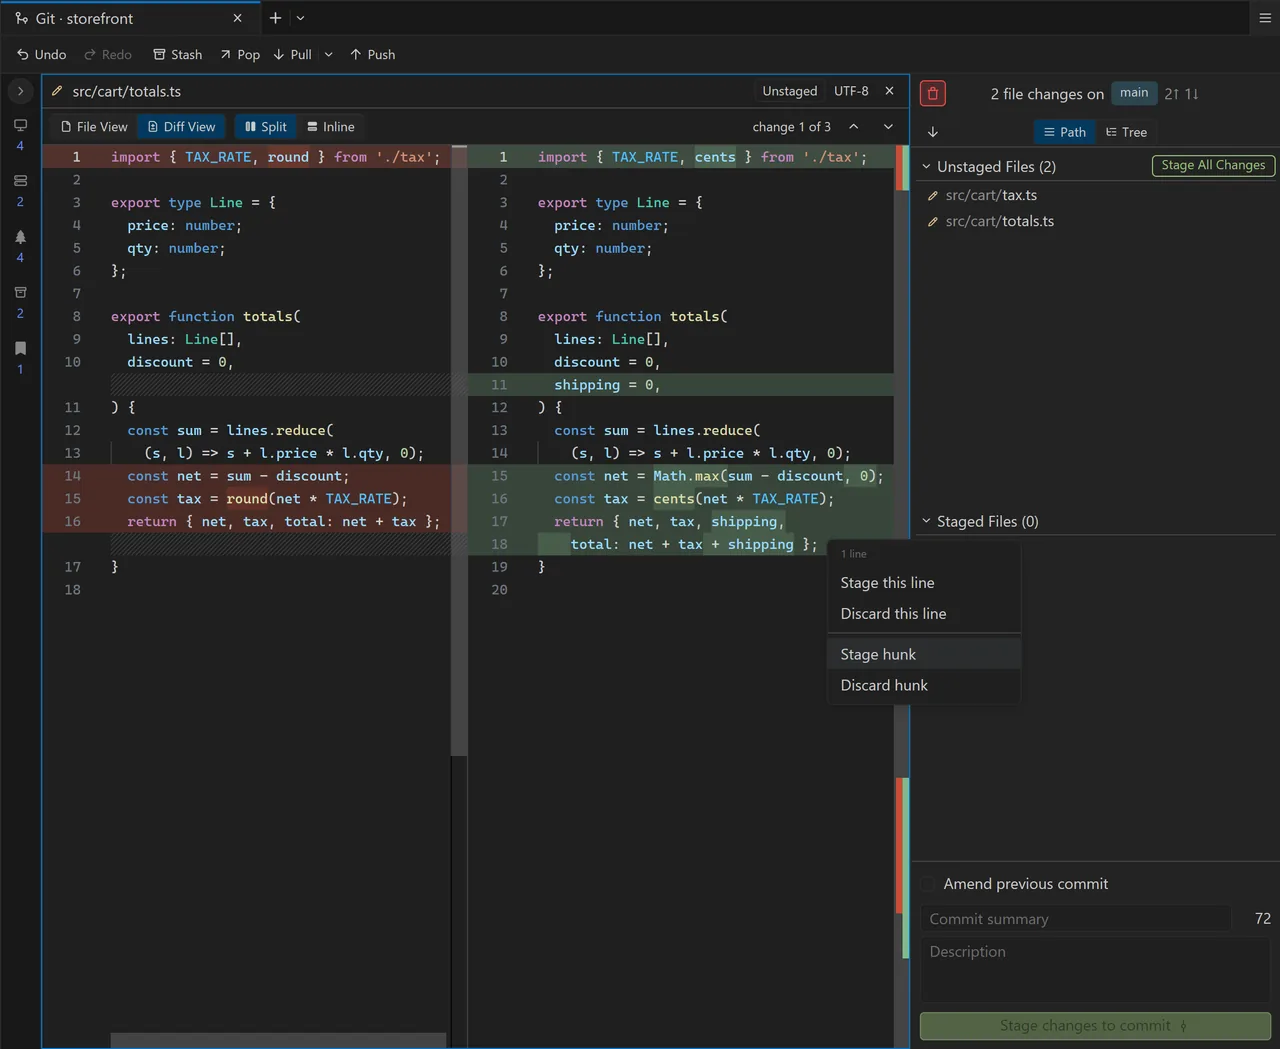 Git · storefront
Undo Redo Stash Pop Pull Push
4
2
4
2
1
src/cart/totals.ts Unstaged UTF-8
File View Diff View Split Inline change 1 of 3
1 import { TAX_RATE, round } from './tax';
2
3 export type Line = {
4 price: number;
5 qty: number;
6 };
7
8 export function totals(
9 lines: Line[],
10 discount = 0,
11 ) {
12 const sum = lines.reduce(
13 (s, l) => s + l.price * l.qty, 0);
14 const net = sum - discount;
15 const tax = round(net * TAX_RATE);
16 return { net, tax, total: net + tax };
17 }
18
1 import { TAX_RATE, cents } from './tax';
2
3 export type Line = {
4 price: number;
5 qty: number;
6 };
7
8 export function totals(
9 lines: Line[],
10 discount = 0,
11 shipping = 0,
12 ) {
13 const sum = lines.reduce(
14 (s, l) => s + l.price * l.qty, 0);
15 const net = Math.max(sum - discount, 0);
16 const tax = cents(net * TAX_RATE);
17 return { net, tax, shipping,
18 total: net + tax + shipping };
19 }
20
1 line
Stage this line
Discard this line
Stage hunk
Discard hunk
2 file changes on main 2↑ 1↓
Path Tree
Unstaged Files (2) Stage All Changes
src/cart/tax.ts
src/cart/totals.ts
Staged Files (0)
Amend previous commit
Commit summary 72
Description
Stage changes to commit